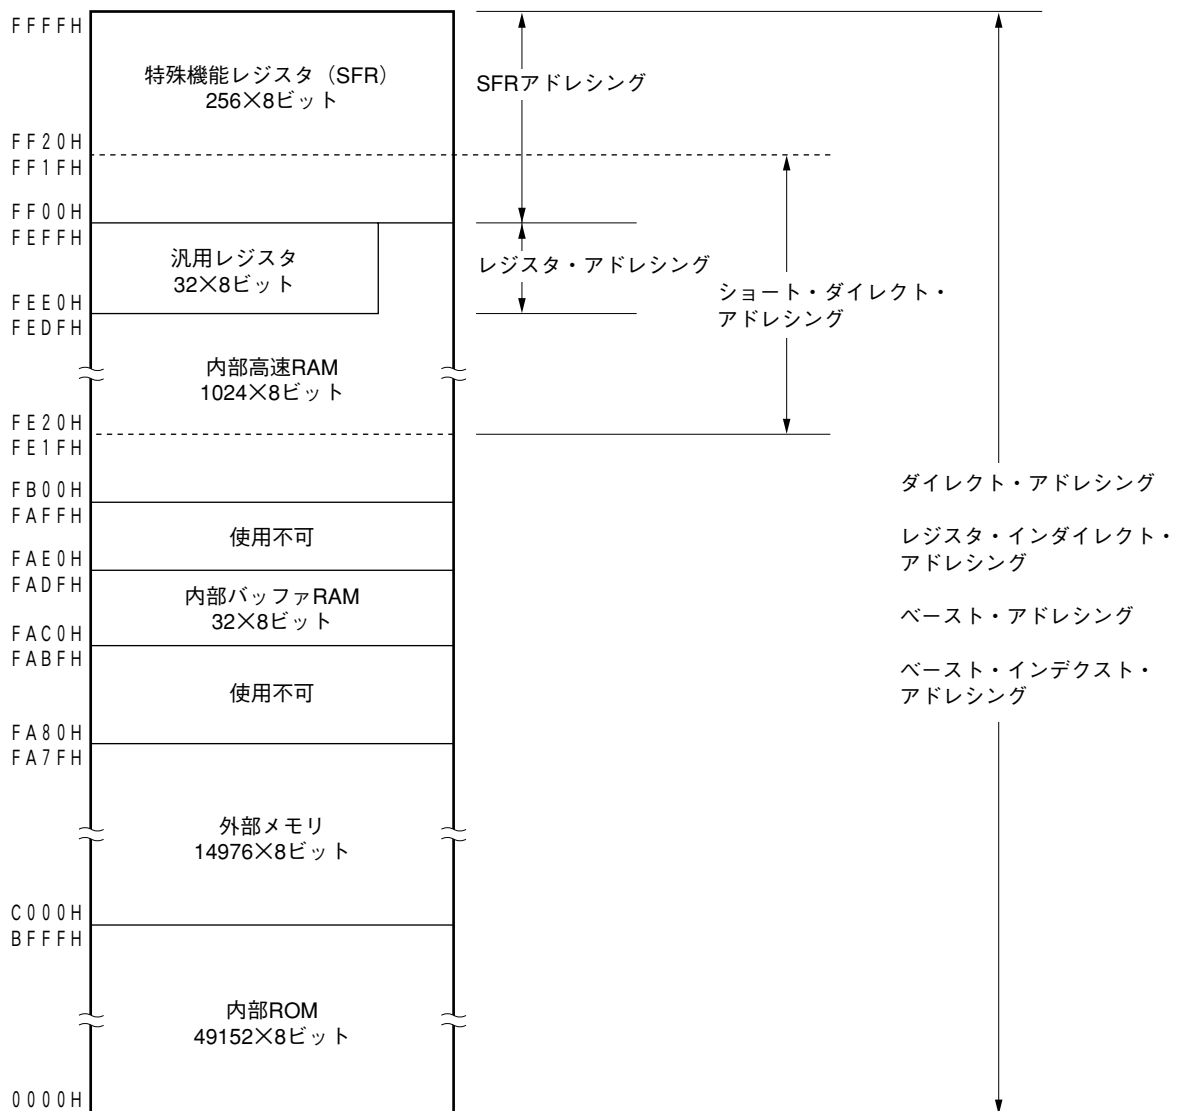 FFFFH
特殊機能レジスタ（SFR）
256×8ビット
SFRアドレシング
FF20H
FF1FH
FF00H
FEFFH
汎用レジスタ
32×8ビット
レジスタ・アドレシング
ショート・ダイレクト・
アドレシング
FEE0H
FEDFH
内部高速RAM
1024×8ビット
FE20H
FE1FH
FB00H
FAFFH
使用不可
FAE0H
FADFH
内部バッファRAM
32×8ビット
FAC0H
FABFH
使用不可
FA80H
FA7FH
ダイレクト・アドレシング
レジスタ・インダイレクト・
アドレシング
ベースト・アドレシング
ベースト・インデクスト・
アドレシング
外部メモリ
14976×8ビット
C000H
BFFFH
内部ROM
49152×8ビット
0000H